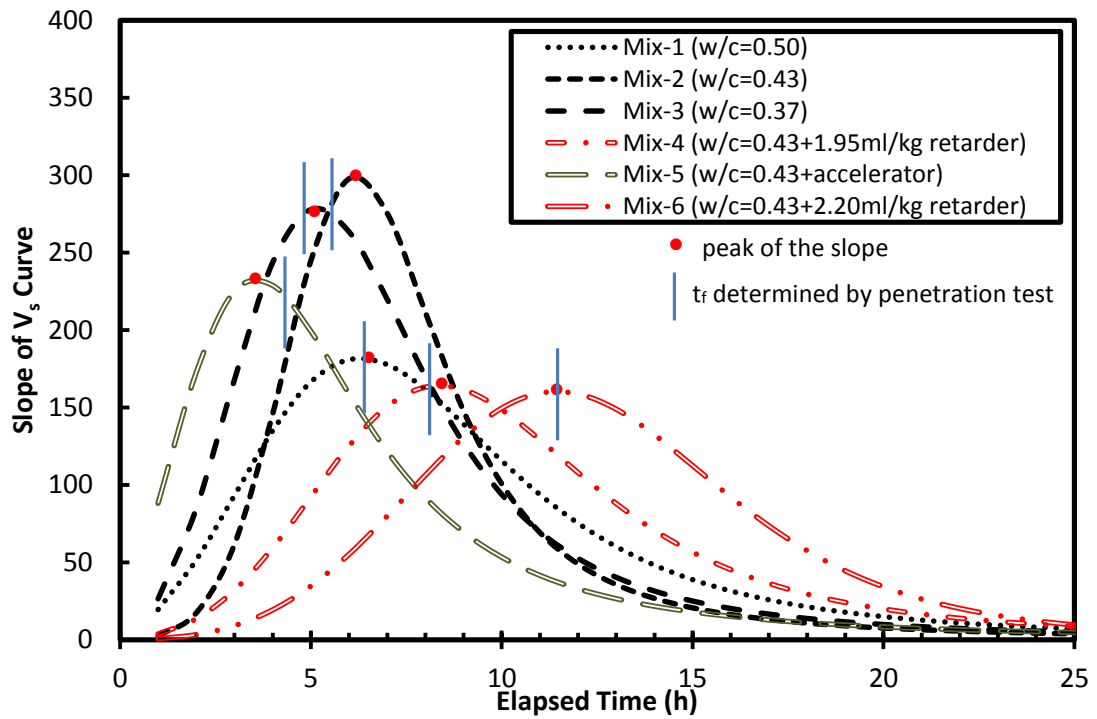 400
350
300
250
200
150
100
50
0
Slope of Vs Curve
Mix-1 (w/c=0.50)
Mix-2 (w/c=0.43)
Mix-3 (w/c=0.37)
Mix-4 (w/c=0.43+1.95ml/kg retarder)
Mix-5 (w/c=0.43+accelerator)
Mix-6 (w/c=0.43+2.20ml/kg retarder)
peak of the slope
tf determined by penetration test
0 5 10 15 20 25
Elapsed Time (h)